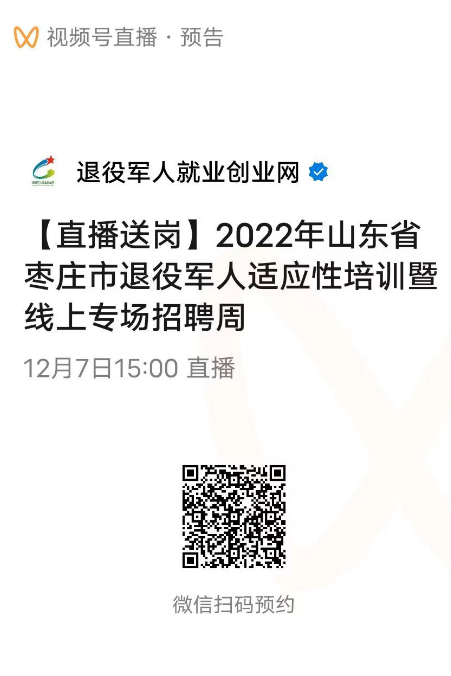 视频号直播 · 预告
退役军人就业创业网
【直播送岗】2022年山东省
枣庄市退役军人适应性培训暨
线上专场招聘周
12月7日15:00 直播
微信扫码预约